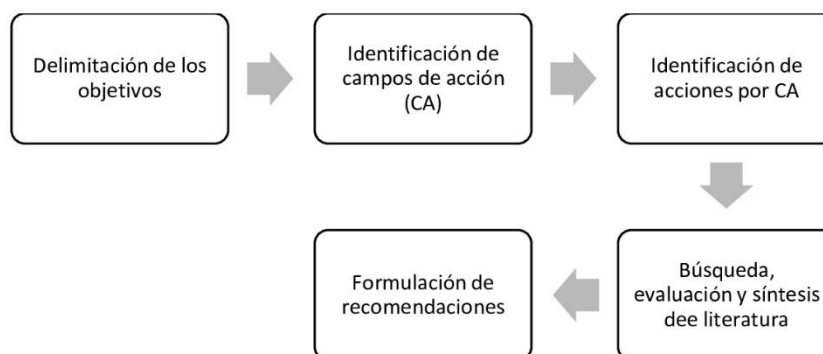 Delimitación de los
objetivos
Identificación de
campos de acción
(CA)
Identificación de
acciones por CA
Búsqueda,
evaluación y síntesis
dee literatura
Formulación de
recomendaciones